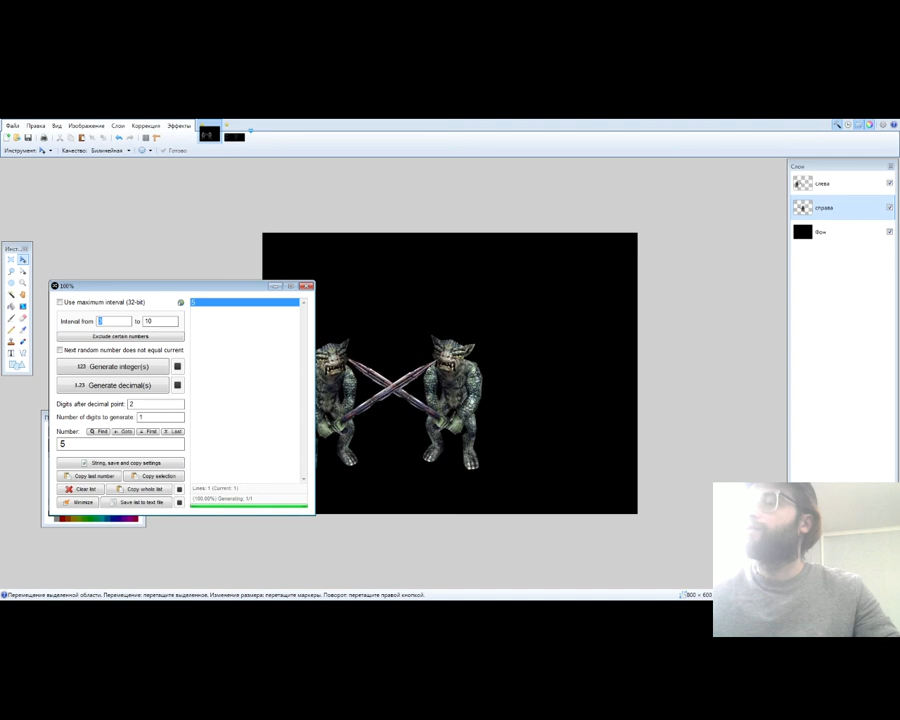 Файл Правка Вид Изображение Слои Коррекция Эффекты
Инструмент: Качество: Билинейная Готово
Слои
слева
справа
Фон
Инст...
100%
Use maximum interval (32-bit)
5
Interval from to 10
Exclude certain numbers
Next random number does not equal current
123 Generate integer(s)
1.23 Generate decimal(s)
Digits after decimal point: 2
Number of digits to generate: 1
Number: Find Goto First Last
5
String, save and copy settings
Copy last number Copy selection
Clear list Copy whole list
Lines: 1 (Current: 1)
Minimize Save list to text file
(100.00%) Generating: 1/1
Перемещение выделенной области. Перемещение: перетащите выделенное. Изменение размера: перетащите маркеры. Поворот: перетащите правой кнопкой.
800 × 600